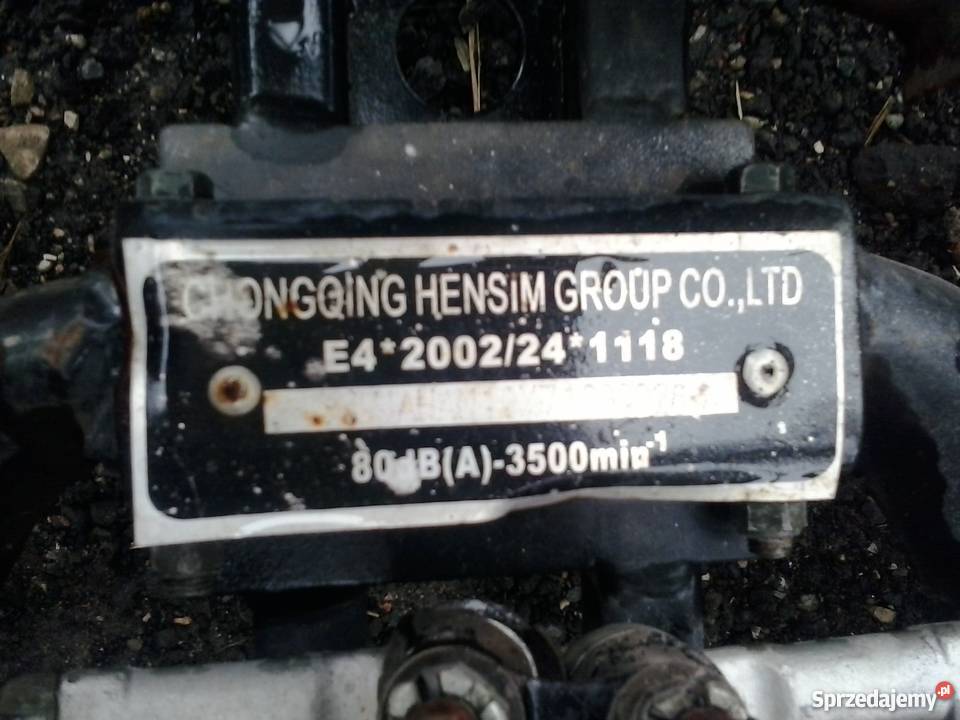 CHONGQING HENSIM GROUP CO.,LTD
E4*2002/24*1118
80dB(A)-3500min-1
Sprzedajemy.pl